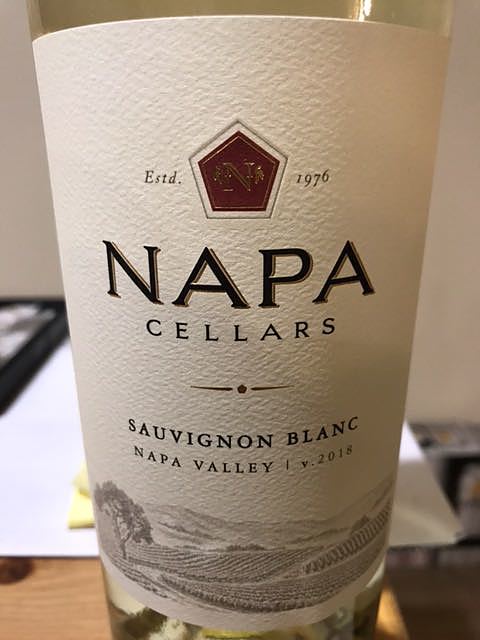 N
Estd. 1976
NAPA
CELLARS
SAUVIGNON BLANC
NAPA VALLEY | v.2018